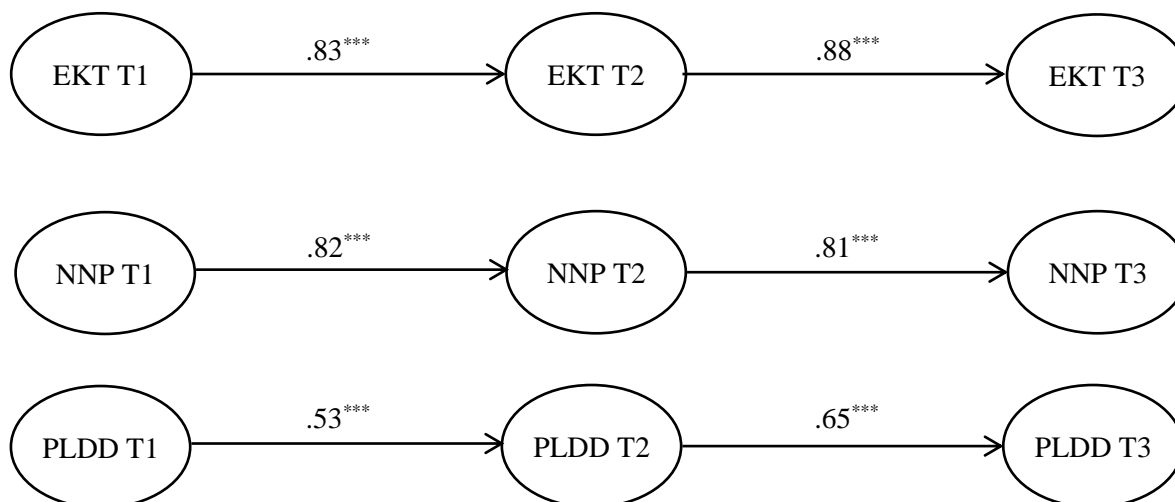 .83***
.88***
EKT T1
EKT T2
EKT T3
.82***
.81***
NNP T1
NNP T2
NNP T3
.53***
.65***
PLDD T1
PLDD T2
PLDD T3